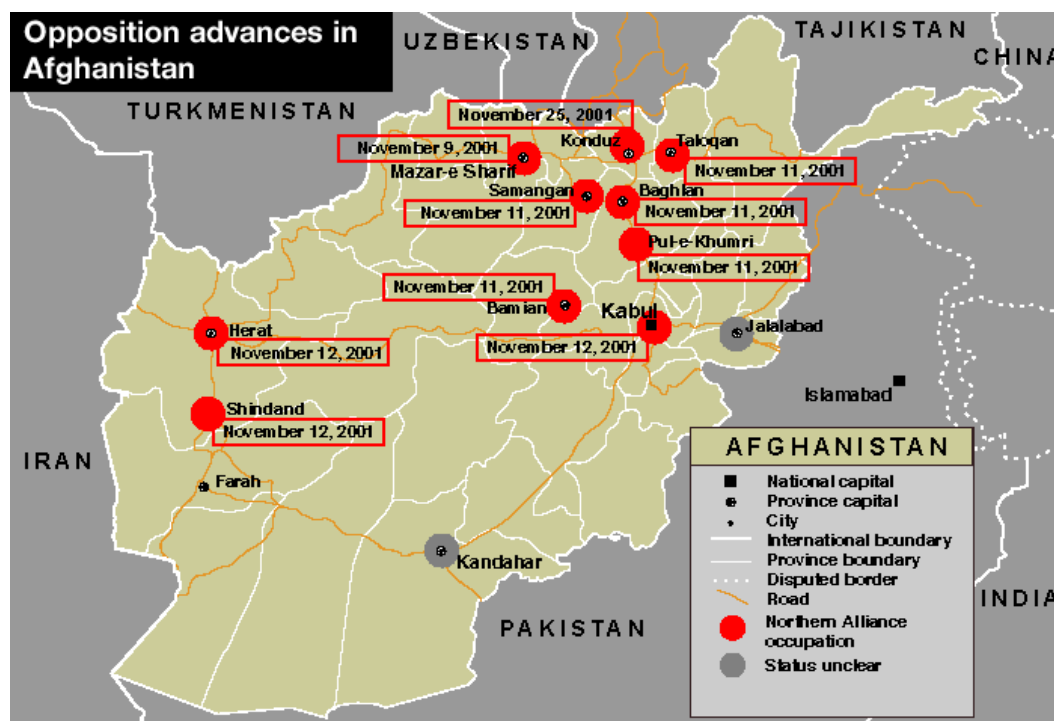 Opposition advances in
Afghanistan
UZBEKISTAN
TAJIKISTAN
CHINA
TURKMENISTAN
November 25, 2001
November 9, 2001
Konduz
Taloqan
Mazar-e Sharif
November 11, 2001
Samangan
Baghlan
November 11, 2001
November 11, 2001
Pul-e-Khumri
November 11, 2001
November 11, 2001
Bamian
Kabul
Herat
Jalalabad
November 12, 2001
November 12, 2001
Islamabad
Shindand
November 12, 2001
IRAN
Farah
Kandahar
PAKISTAN
INDIA
AFGHANISTAN
National capital
Province capital
City
International boundary
Province boundary
Disputed border
Road
Northern Alliance
occupation
Status unclear